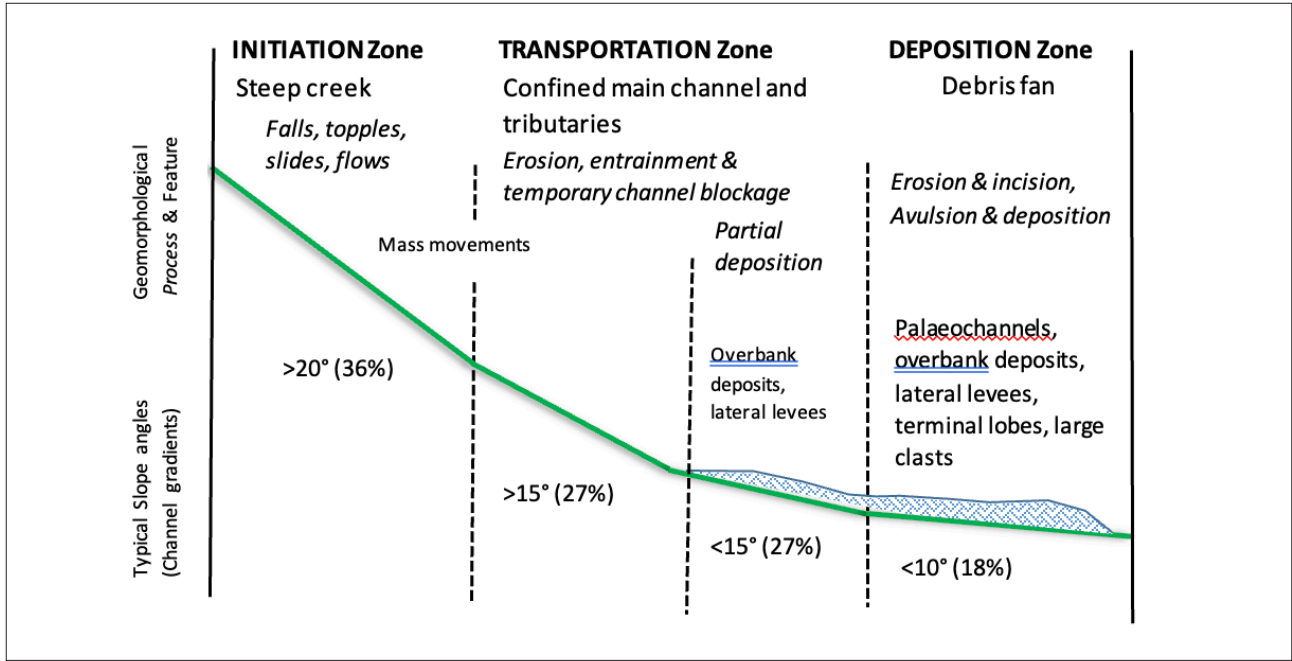 INITIATION Zone
Steep creek
Falls, topples,
slides, flows
TRANSPORTATION Zone
Confined main channel and
tributaries
Erosion, entrainment &
temporary channel blockage
Partial
deposition
DEPOSITION Zone
Debris fan
Erosion & incision,
Avulsion & deposition
Geomorphological
Process & Feature
Mass movements
Overbank
deposits,
lateral levees
Palaeochannels,
overbank deposits,
lateral levees,
terminal lobes, large
clasts
Typical Slope angles
(Channel gradients)
>20° (36%)
>15° (27%)
<15° (27%)
<10° (18%)